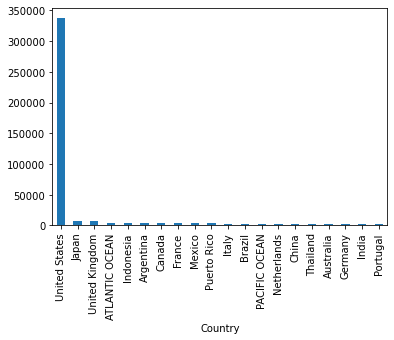 350000
300000
250000
200000
150000
100000
50000
0
United States
Japan
United Kingdom
ATLANTIC OCEAN
Indonesia
Argentina
Canada
France
Mexico
Puerto Rico
Italy
Brazil
PACIFIC OCEAN
Netherlands
China
Thailand
Australia
Germany
India
Portugal
Country